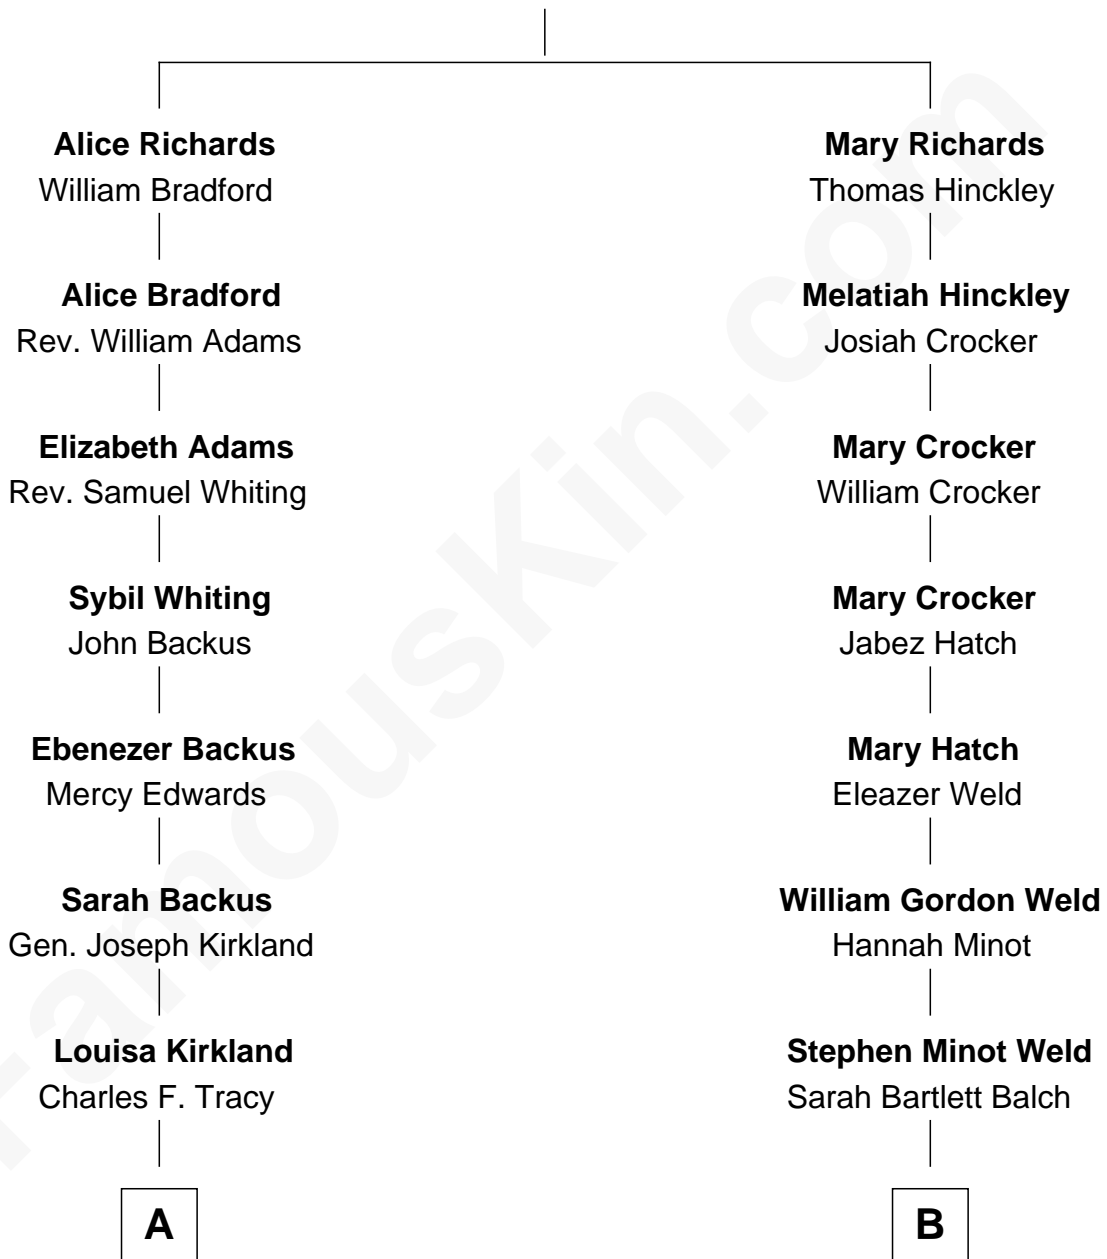 Alice Richards
William Bradford
Alice Bradford
Rev. William Adams
Elizabeth Adams
Rev. Samuel Whiting
Sybil Whiting
John Backus
Ebenezer Backus
Mercy Edwards
Sarah Backus
Gen. Joseph Kirkland
Louisa Kirkland
Charles F. Tracy
A
Mary Richards
Thomas Hinckley
Melatiah Hinckley
Josiah Crocker
Mary Crocker
William Crocker
Mary Crocker
Jabez Hatch
Mary Hatch
Eleazer Weld
William Gordon Weld
Hannah Minot
Stephen Minot Weld
Sarah Bartlett Balch
B
FamousKin.com